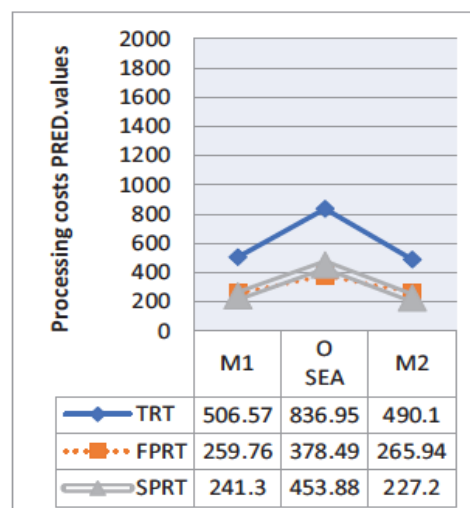 Processing costs PRED.values
2000
1800
1600
1400
1200
1000
800
600
400
200
0
M1 O M2
SEA
TRT 506.57 836.95 490.1
FPRT 259.76 378.49 265.94
SPRT 241.3 453.88 227.2